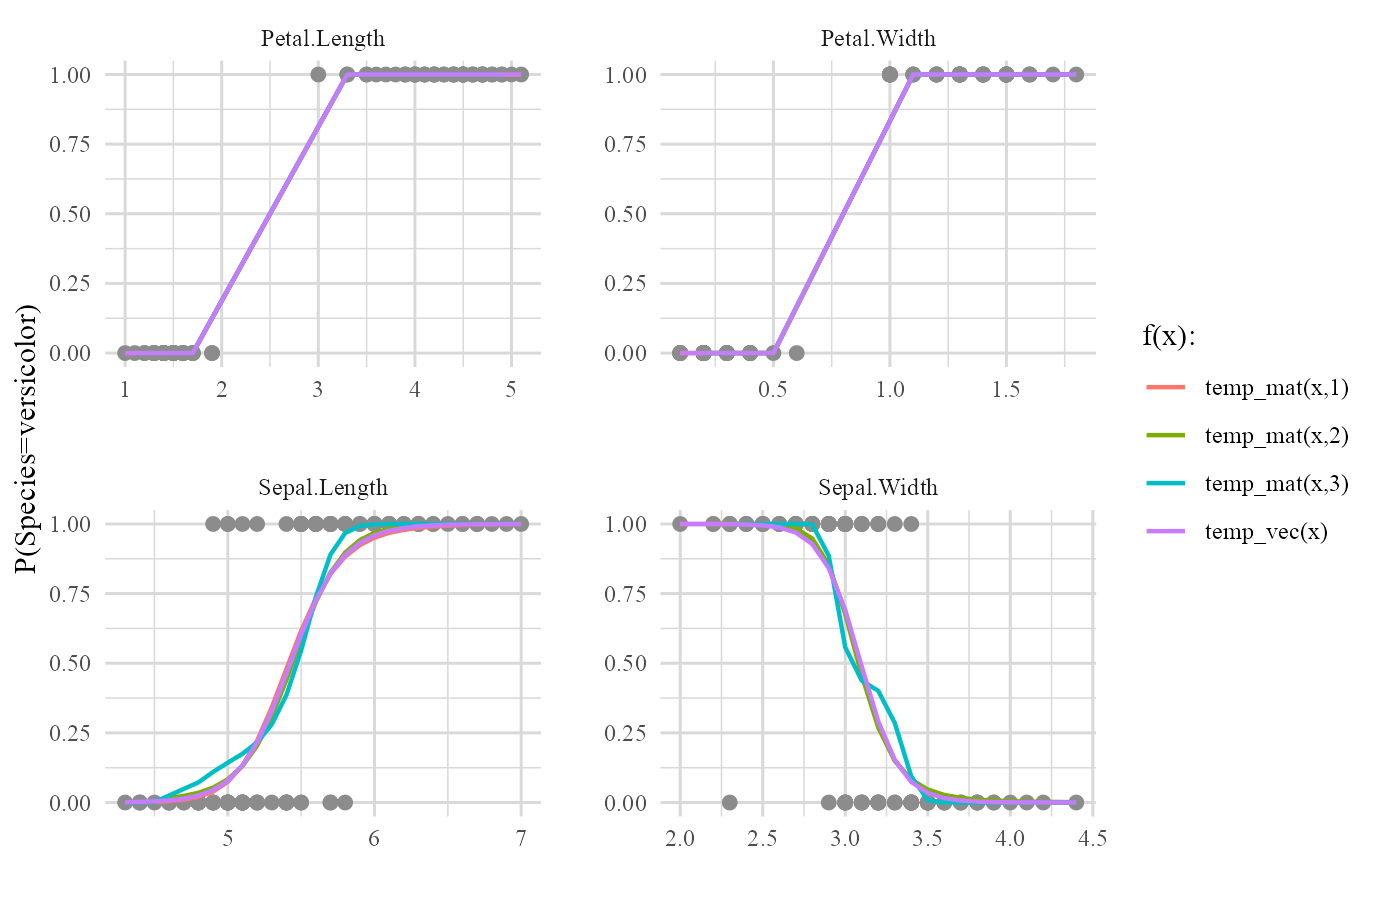 Petal.Length
Petal.Width
1.00
0.75
0.50
0.25
0.00
1 2 3 4 5
1.00
0.75
0.50
0.25
0.00
0.5 1.0 1.5
Sepal.Length
Sepal.Width
1.00
0.75
0.50
0.25
0.00
5 6 7
1.00
0.75
0.50
0.25
0.00
2.0 2.5 3.0 3.5 4.0 4.5
P(Species=versicolor)
f(x):
temp_mat(x,1)
temp_mat(x,2)
temp_mat(x,3)
temp_vec(x)